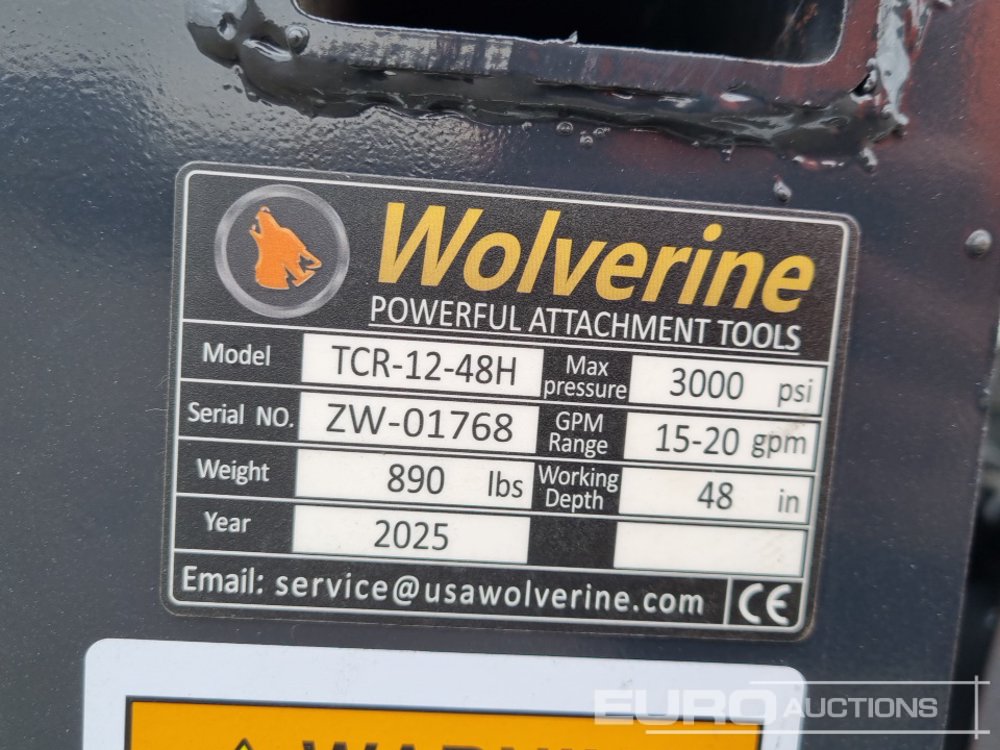 Wolverine
POWERFUL ATTACHMENT TOOLS
Model TCR-12-48H Max pressure 3000 psi
Serial NO. ZW-01768 GPM Range 15-20 gpm
Weight 890 lbs Working Depth 48 in
Year 2025
Email: service@usawolverine.com CE
EURO AUCTIONS